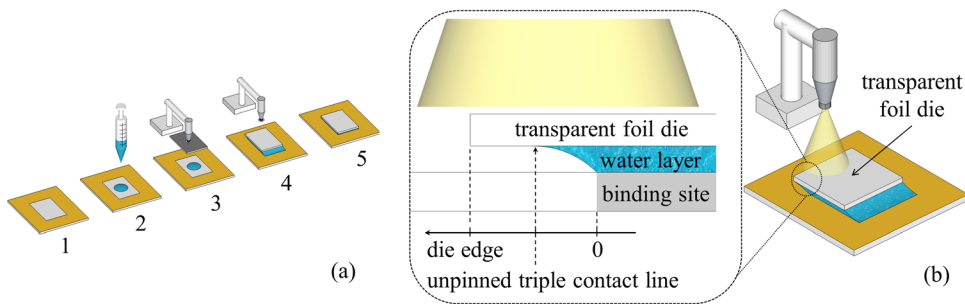 1
2
3
4
5
(a)
transparent foil die
water layer
binding site
die edge
0
unpinned triple contact line
transparent
foil die
(b)